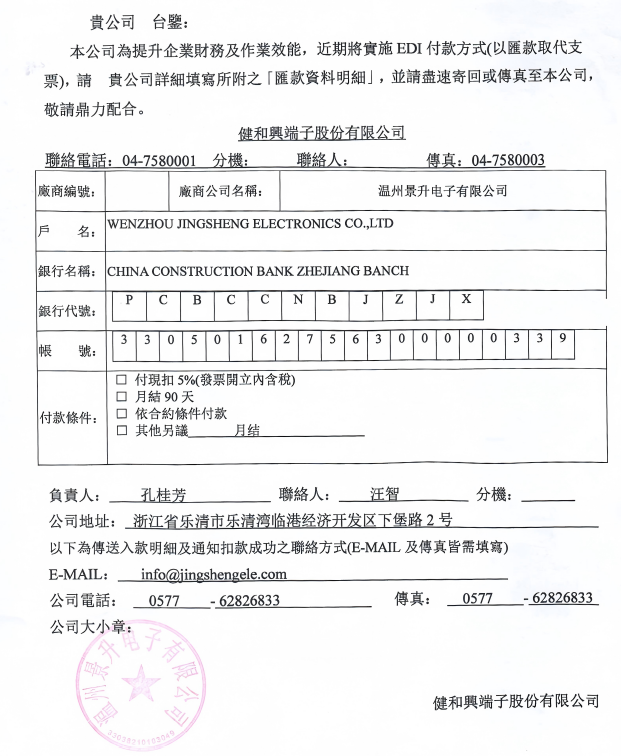 貴公司 台鑒：
本公司為提升企業財務及作業效能，近期將實施 EDI 付款方式(以匯款取代支
票)，請 貴公司詳細填寫所附之「匯款資料明細」，並請盡速寄回或傳真至本公司，
敬請鼎力配合。
健和興端子股份有限公司
聯絡電話：04-7580001 分機： 聯絡人： 傳真：04-7580003
廠商編號： 廠商公司名稱： 温州景升电子有限公司
戶 名： WENZHOU JINGSHENG ELECTRONICS CO.,LTD
銀行名稱： CHINA CONSTRUCTION BANK ZHEJIANG BANCH
銀行代號： P C B C C N B J Z J X
帳 號： 3 3 0 5 0 1 6 2 7 5 6 3 0 0 0 0 0 3 3 9
付款條件：
□ 付現扣 5%(發票開立內含稅)
□ 月結 90 天
□ 依合約條件付款
□ 其他另議 月结
負責人： 孔桂芳 聯絡人： 汪智 分機：
公司地址： 浙江省乐清市乐清湾临港经济开发区下堡路 2 号
以下為傳送入款明細及通知扣款成功之聯絡方式(E-MAIL 及傳真皆需填寫)
E-MAIL： info@jingshengele.com
公司電話： 0577 - 62826833 傳真： 0577 - 62826833
公司大小章：
温州景升电子有限公司
健和興端子股份有限公司